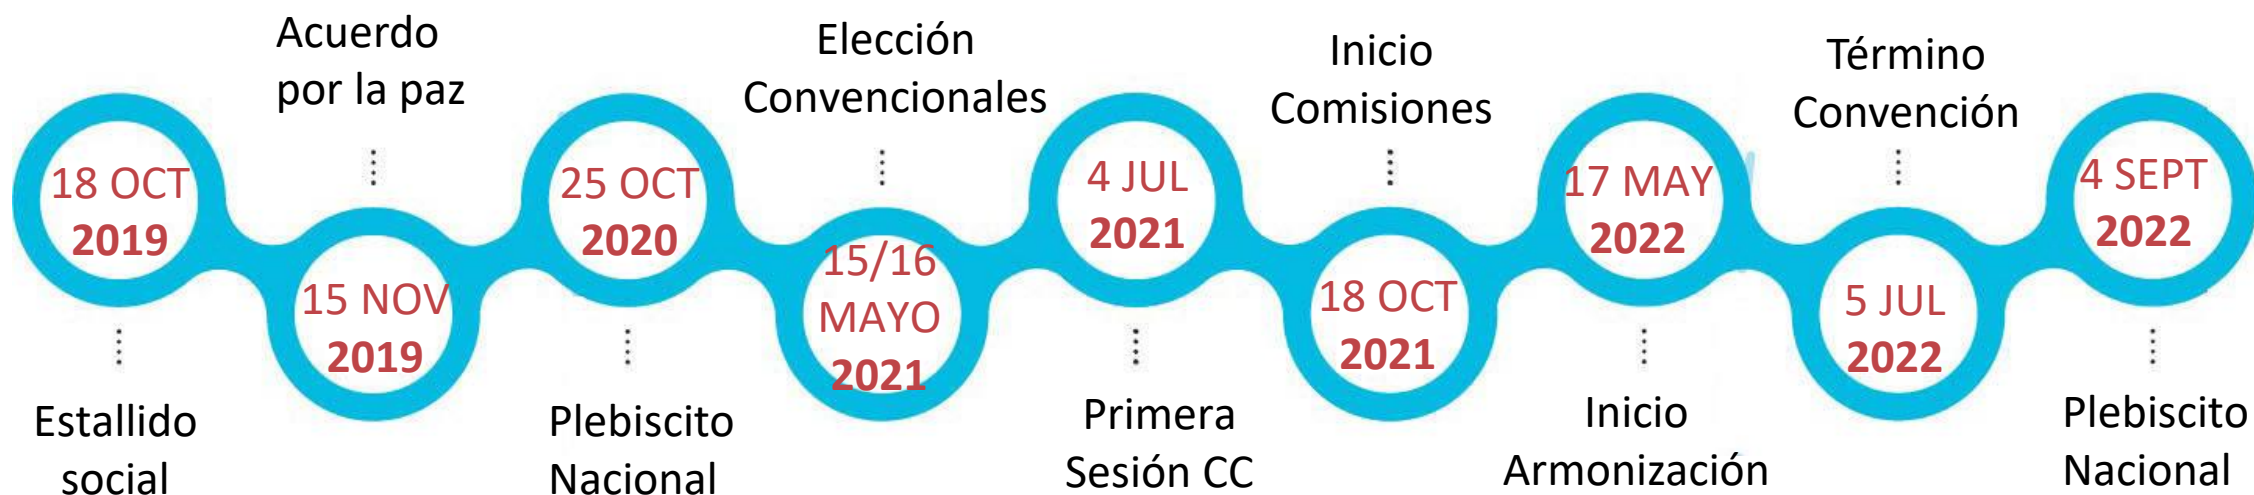 18 OCT
2019
Estallido
social
Acuerdo
por la paz
15 NOV
2019
25 OCT
2020
Plebiscito
Nacional
Elección
Convencionales
15/16
MAYO
2021
4 JUL
2021
Primera
Sesión CC
Inicio
Comisiones
18 OCT
2021
17 MAY
2022
Inicio
Armonización
Término
Convención
5 JUL
2022
4 SEPT
2022
Plebiscito
Nacional